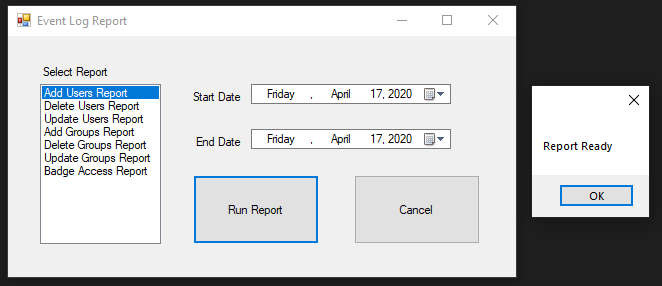 Event Log Report
Select Report
Add Users Report
Delete Users Report
Update Users Report
Add Groups Report
Delete Groups Report
Update Groups Report
Badge Access Report
Start Date
Friday , April 17, 2020
End Date
Friday , April 17, 2020
Run Report
Cancel
Report Ready
OK